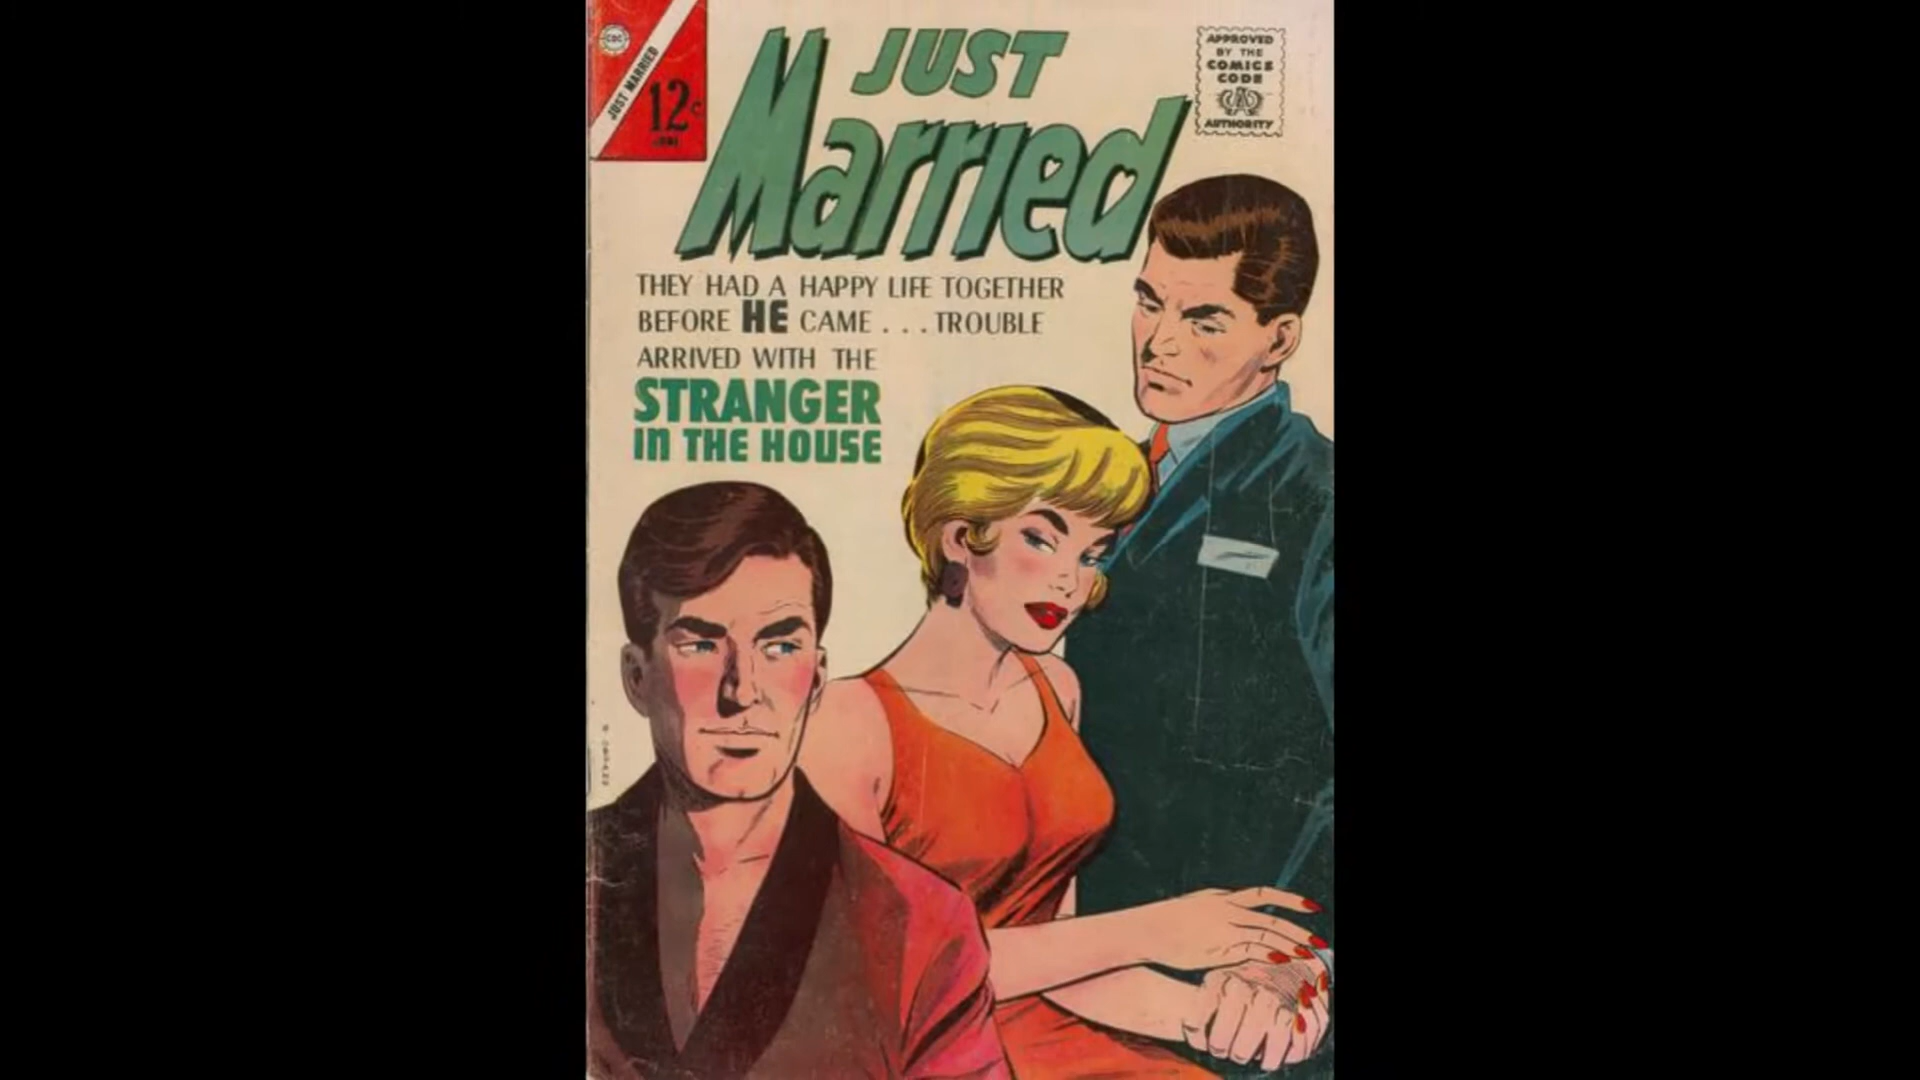 CDC
JUST MARRIED
12¢
JUST
Married
APPROVED
BY THE
COMICS
CODE
AUTHORITY
THEY HAD A HAPPY LIFE TOGETHER
BEFORE HE CAME . . . TROUBLE
ARRIVED WITH THE
STRANGER
IN THE HOUSE